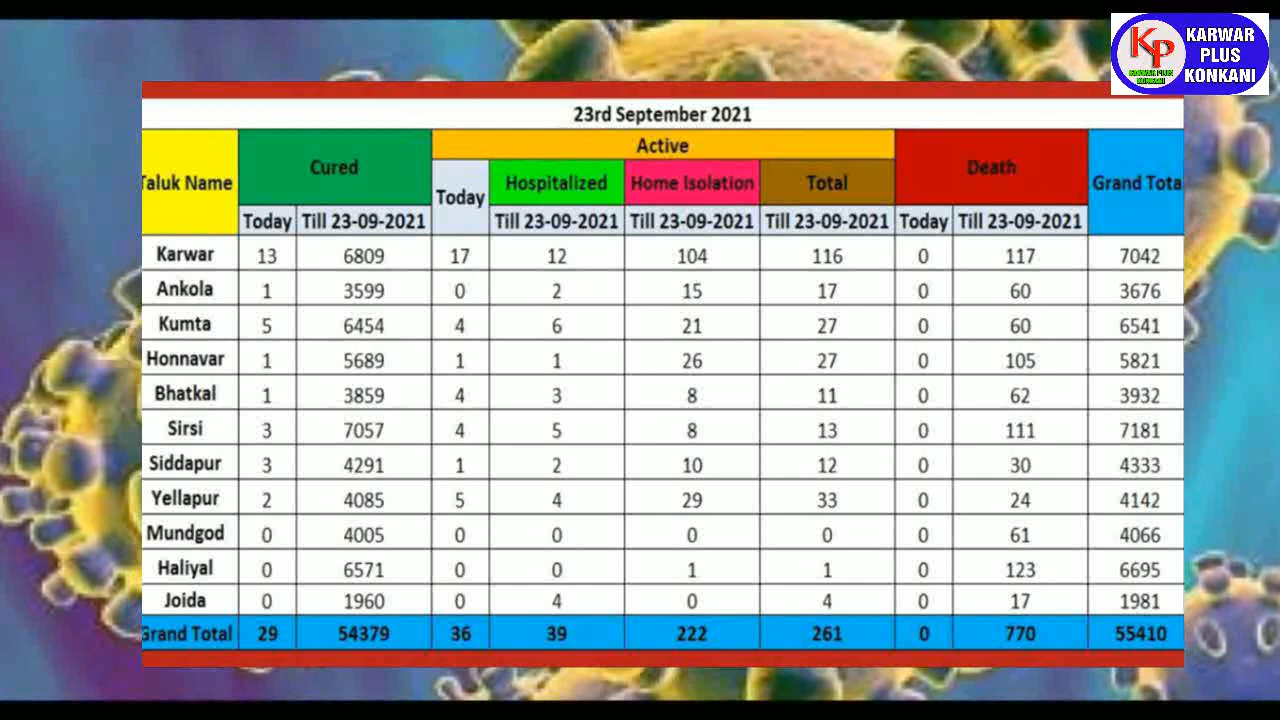 KARWAR
PLUS
KONKANI
KP
KARWAR PLUS
KONKANI
23rd September 2021
Taluk Name Cured Active Death Grand Tota
Today Hospitalized Home Isolation Total
Today Till 23-09-2021 Till 23-09-2021 Till 23-09-2021 Till 23-09-2021 Today Till 23-09-2021
Karwar 13 6809 17 12 104 116 0 117 7042
Ankola 1 3599 0 2 15 17 0 60 3676
Kumta 5 6454 4 6 21 27 0 60 6541
Honnavar 1 5689 1 1 26 27 0 105 5821
Bhatkal 1 3859 4 3 8 11 0 62 3932
Sirsi 3 7057 4 5 8 13 0 111 7181
Siddapur 3 4291 1 2 10 12 0 30 4333
Yellapur 2 4085 5 4 29 33 0 24 4142
Mundgod 0 4005 0 0 0 0 0 61 4066
Haliyal 0 6571 0 0 1 1 0 123 6695
Joida 0 1960 0 4 0 4 0 17 1981
Grand Total 29 54379 36 39 222 261 0 770 55410